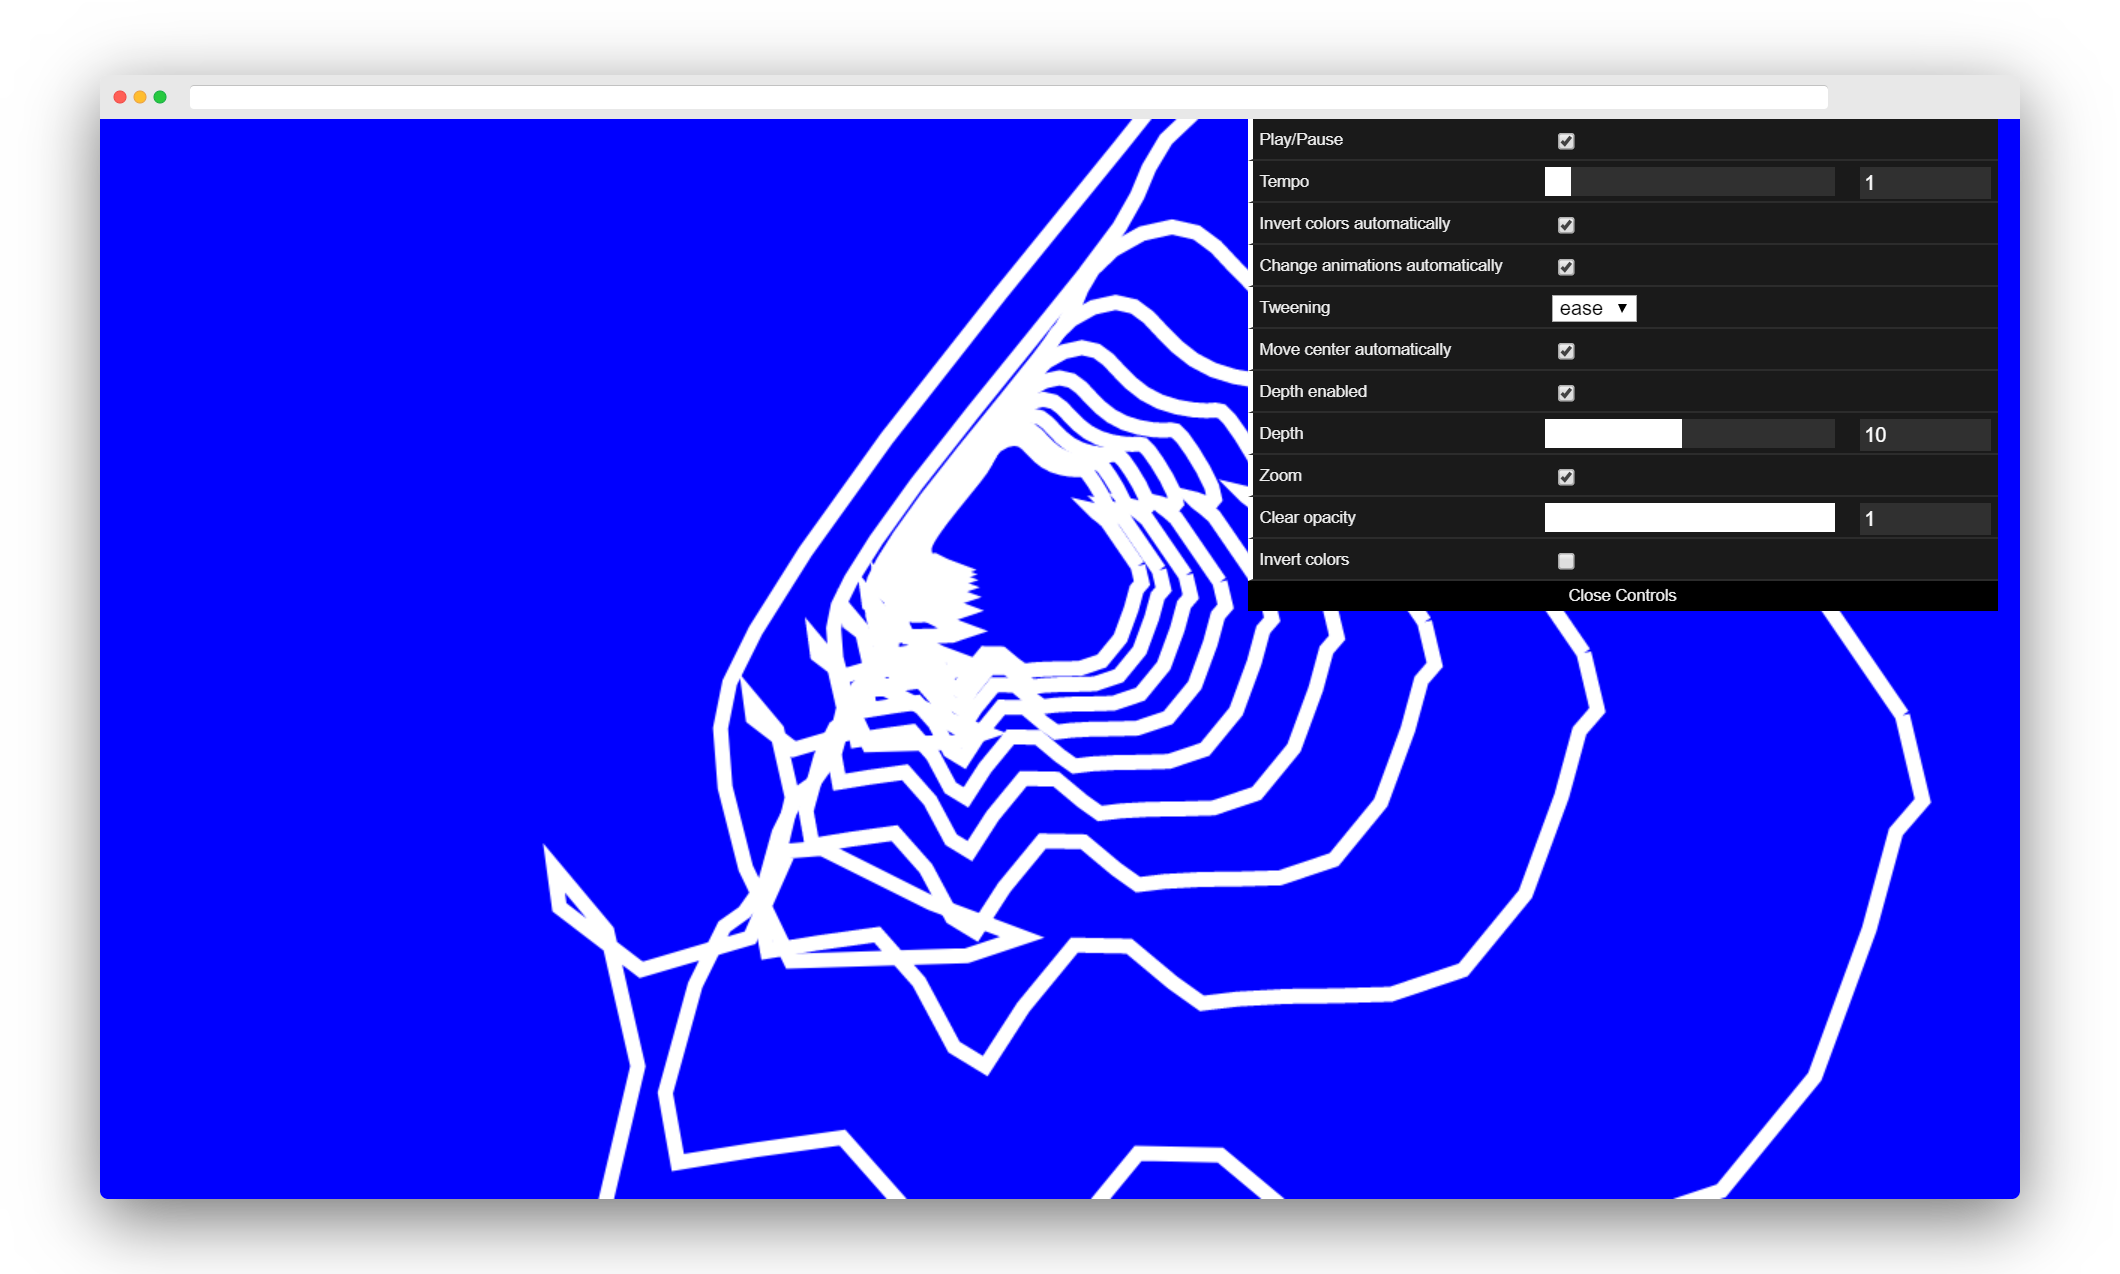 Play/Pause
Tempo 1
Invert colors automatically
Change animations automatically
Tweening ease
Move center automatically
Depth enabled
Depth 10
Zoom
Clear opacity 1
Invert colors
Close Controls